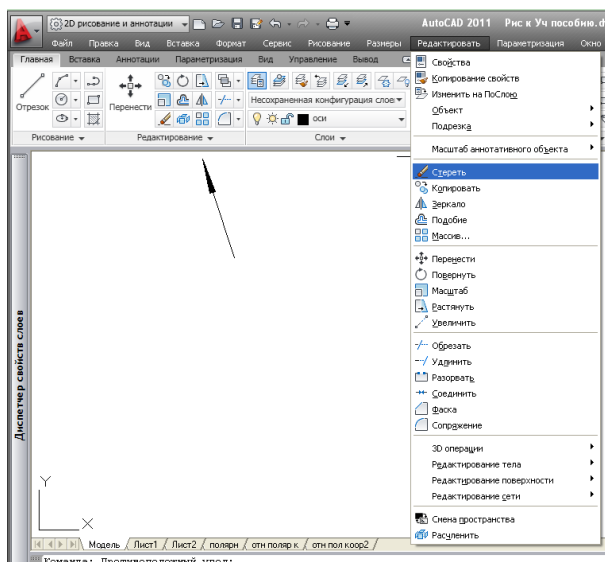 2D рисование и аннотации
AutoCAD 2011 Рис к Уч пособию.d
Файл Правка Вид Вставка Формат Сервис Рисование Размеры Редактировать Параметризация Окно
Главная Вставка Аннотации Параметризация Вид Управление Вывод
Отрезок
Перенести
Несохраненная конфигурация слоев
оси
Рисование Редактирование Слои
Свойства
Копирование свойств
Изменить на ПоСлою
Объект
Подрезка
Масштаб аннотативного объекта
Стереть
Копировать
Зеркало
Подобие
Массив...
Перенести
Повернуть
Масштаб
Растянуть
Увеличить
Обрезать
Удлинить
Разорвать
Соединить
Фаска
Сопряжение
3D операции
Редактирование тела
Редактирование поверхности
Редактирование сети
Смена пространства
Расчленить
Диспетчер свойств слоев
Y
X
Модель Лист1 Лист2 полярн отн поляр к отн пол коор2
Команда: Противоположный угол: